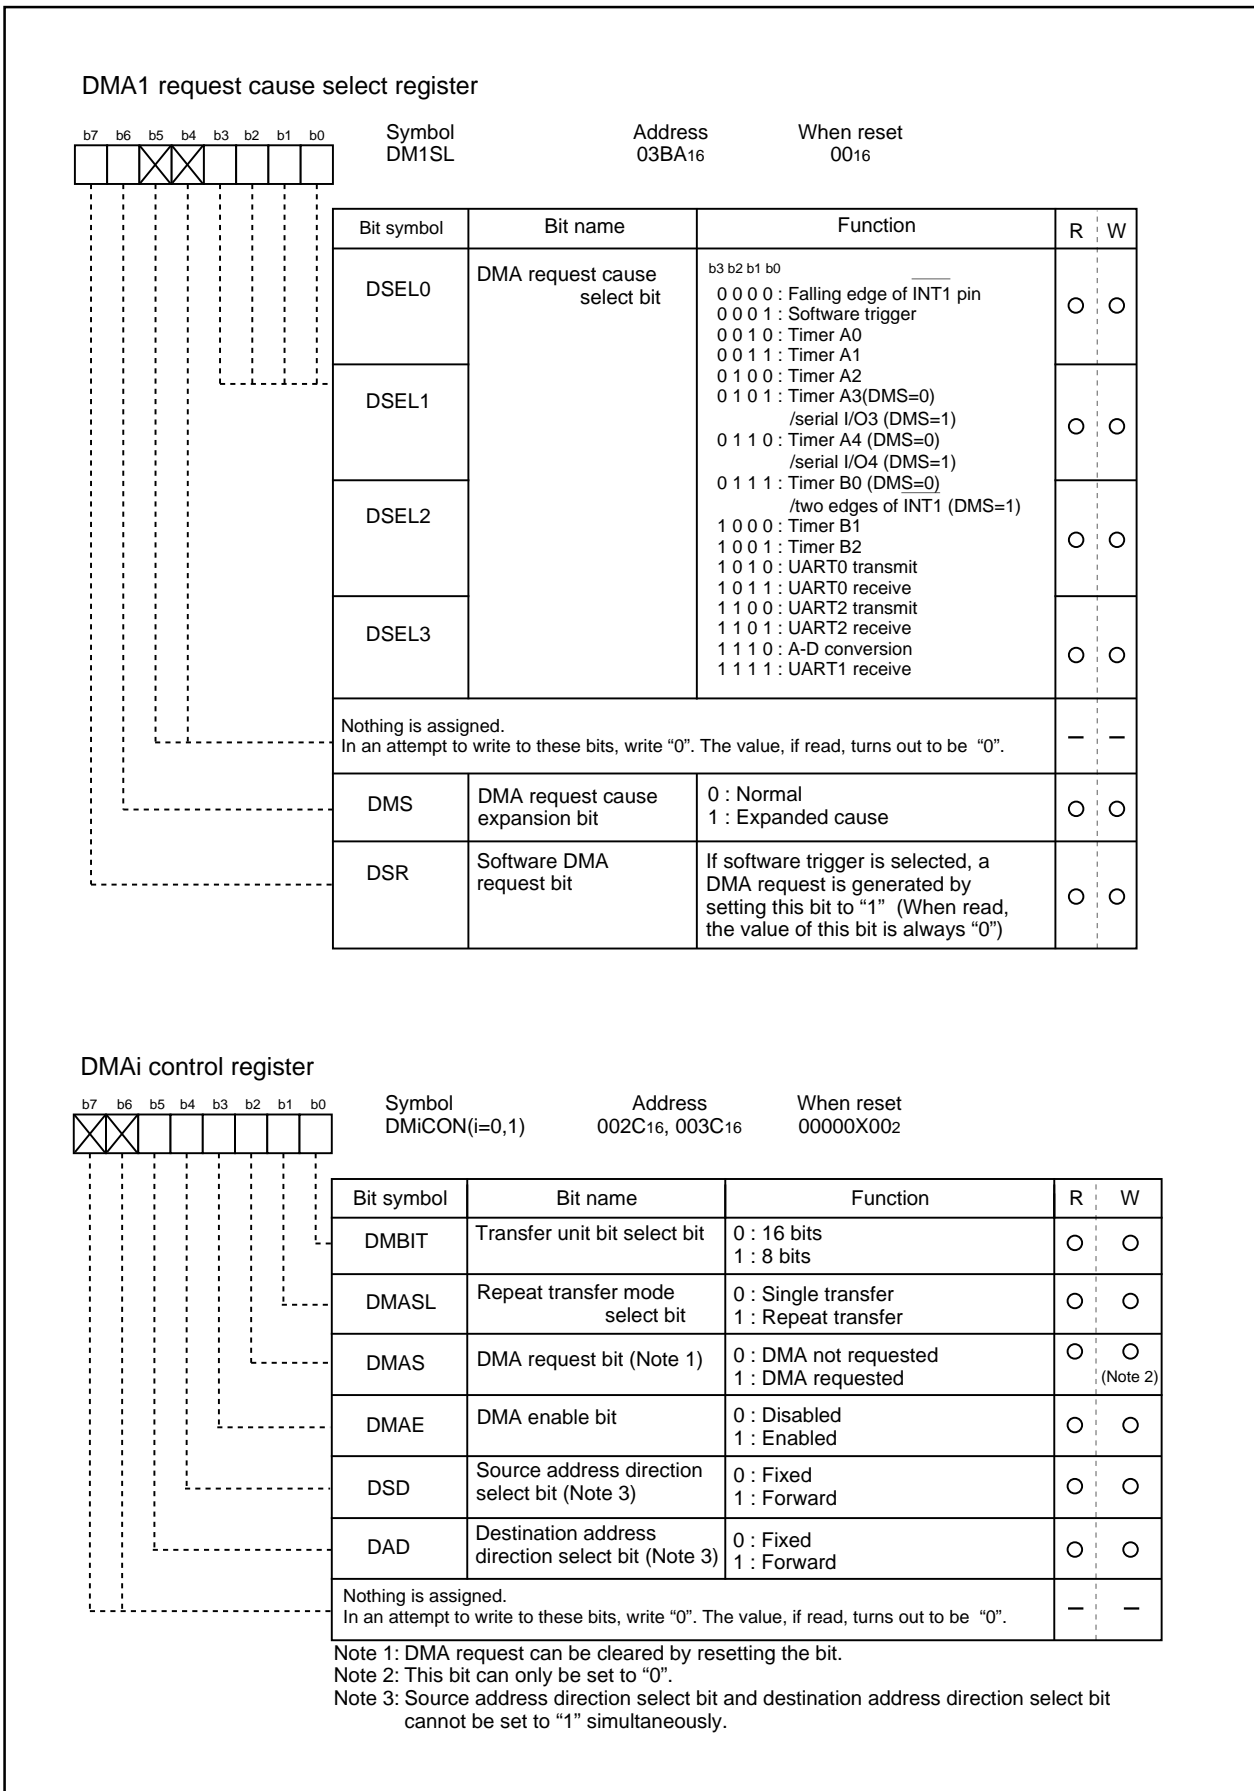 DMA1 request cause select register
b7 b6 b5 b4 b3 b2 b1 b0
Symbol Address When reset
DM1SL 03BA16 0016
Bit symbol Bit name Function R W
DSEL0 DMA request cause select bit
b3 b2 b1 b0
0 0 0 0 : Falling edge of INT1 pin
0 0 0 1 : Software trigger
0 0 1 0 : Timer A0
0 0 1 1 : Timer A1
0 1 0 0 : Timer A2
DSEL1
0 1 0 1 : Timer A3(DMS=0)
/serial I/O3 (DMS=1)
0 1 1 0 : Timer A4 (DMS=0)
/serial I/O4 (DMS=1)
0 1 1 1 : Timer B0 (DMS=0)
/two edges of INT1 (DMS=1)
DSEL2
1 0 0 0 : Timer B1
1 0 0 1 : Timer B2
1 0 1 0 : UART0 transmit
1 0 1 1 : UART0 receive
1 1 0 0 : UART2 transmit
DSEL3
1 1 0 1 : UART2 receive
1 1 1 0 : A-D conversion
1 1 1 1 : UART1 receive
Nothing is assigned.
In an attempt to write to these bits, write “0”. The value, if read, turns out to be “0”.
DMS
DMA request cause
expansion bit
0 : Normal
1 : Expanded cause
DSR
Software DMA
request bit
If software trigger is selected, a
DMA request is generated by
setting this bit to “1” (When read,
the value of this bit is always “0”)
DMAi control register
b7 b6 b5 b4 b3 b2 b1 b0
Symbol Address When reset
DMiCON(i=0,1) 002C16, 003C16 00000X002
Bit symbol Bit name Function R W
DMBIT
Transfer unit bit select bit
0 : 16 bits
1 : 8 bits
DMASL
Repeat transfer mode
select bit
0 : Single transfer
1 : Repeat transfer
DMAS
DMA request bit (Note 1)
0 : DMA not requested
1 : DMA requested
(Note 2)
DMAE
DMA enable bit
0 : Disabled
1 : Enabled
DSD
Source address direction
select bit (Note 3)
0 : Fixed
1 : Forward
DAD
Destination address
direction select bit (Note 3)
0 : Fixed
1 : Forward
Nothing is assigned.
In an attempt to write to these bits, write “0”. The value, if read, turns out to be “0”.
Note 1: DMA request can be cleared by resetting the bit.
Note 2: This bit can only be set to “0”.
Note 3: Source address direction select bit and destination address direction select bit
cannot be set to “1” simultaneously.